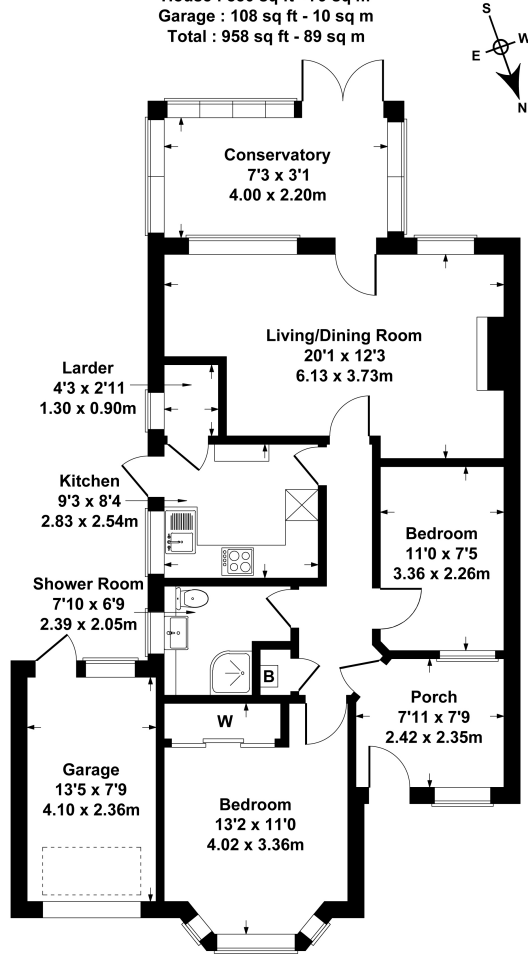 Garage : 108 sq ft - 10 sq m
Total : 958 sq ft - 89 sq m
S
W
E
N
Conservatory
7'3 x 3'1
4.00 x 2.20m
Living/Dining Room
20'1 x 12'3
6.13 x 3.73m
Larder
4'3 x 2'11
1.30 x 0.90m
Kitchen
9'3 x 8'4
2.83 x 2.54m
Bedroom
11'0 x 7'5
3.36 x 2.26m
Shower Room
7'10 x 6'9
2.39 x 2.05m
B
Porch
7'11 x 7'9
2.42 x 2.35m
W
Garage
13'5 x 7'9
4.10 x 2.36m
Bedroom
13'2 x 11'0
4.02 x 3.36m